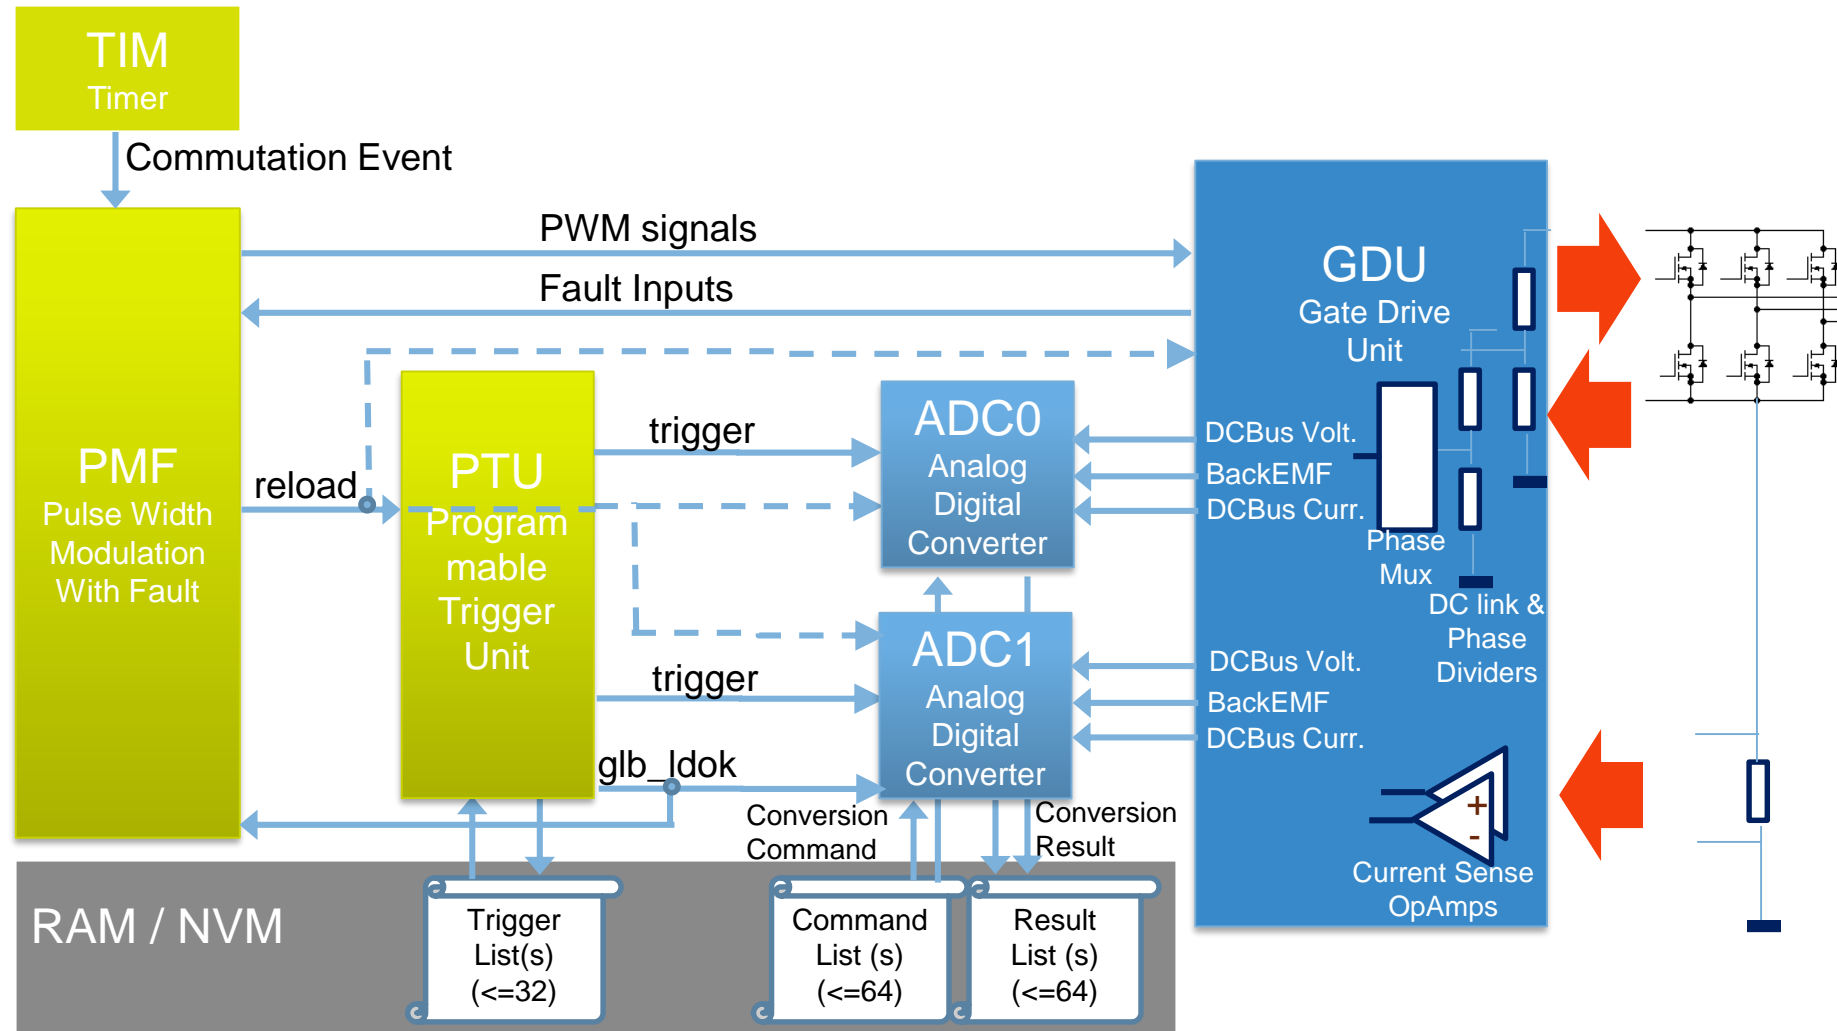 TIM
Timer
Commutation Event
PWM signals
Fault Inputs
GDU
Gate Drive
Unit
PMF
Pulse Width
Modulation
With Fault
reload
PTU
Program
mable
Trigger
Unit
trigger
ADC0
Analog
Digital
Converter
DCBus Volt.
BackEMF
DCBus Curr.
Phase
Mux
DC link &
Phase
Dividers
trigger
ADC1
Analog
Digital
Converter
DCBus Volt.
BackEMF
DCBus Curr.
glb_ldok
Conversion
Command
Conversion
Result
+
-
Current Sense
OpAmps
RAM / NVM
Trigger
List(s)
(<=32)
Command
List (s)
(<=64)
Result
List (s)
(<=64)